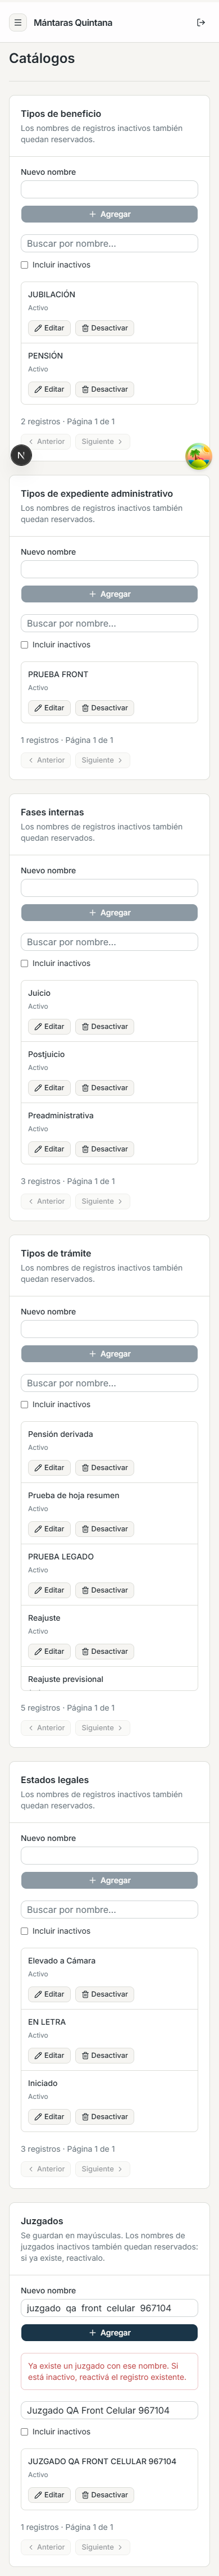 Mántaras Quintana
Catálogos
Tipos de beneficio
Los nombres de registros inactivos también
quedan reservados.
Nuevo nombre
Agregar
Buscar por nombre...
Incluir inactivos
JUBILACIÓN
Activo
Editar Desactivar
PENSIÓN
Activo
Editar Desactivar
2 registros · Página 1 de 1
Anterior Siguiente
N
Tipos de expediente administrativo
Los nombres de registros inactivos también
quedan reservados.
Nuevo nombre
Agregar
Buscar por nombre...
Incluir inactivos
PRUEBA FRONT
Activo
Editar Desactivar
1 registros · Página 1 de 1
Anterior Siguiente
Fases internas
Los nombres de registros inactivos también
quedan reservados.
Nuevo nombre
Agregar
Buscar por nombre...
Incluir inactivos
Juicio
Activo
Editar Desactivar
Postjuicio
Activo
Editar Desactivar
Preadministrativa
Activo
Editar Desactivar
3 registros · Página 1 de 1
Anterior Siguiente
Tipos de trámite
Los nombres de registros inactivos también
quedan reservados.
Nuevo nombre
Agregar
Buscar por nombre...
Incluir inactivos
Pensión derivada
Activo
Editar Desactivar
Prueba de hoja resumen
Activo
Editar Desactivar
PRUEBA LEGADO
Activo
Editar Desactivar
Reajuste
Activo
Editar Desactivar
Reajuste previsional
5 registros · Página 1 de 1
Anterior Siguiente
Estados legales
Los nombres de registros inactivos también
quedan reservados.
Nuevo nombre
Agregar
Buscar por nombre...
Incluir inactivos
Elevado a Cámara
Activo
Editar Desactivar
EN LETRA
Activo
Editar Desactivar
Iniciado
Activo
Editar Desactivar
3 registros · Página 1 de 1
Anterior Siguiente
Juzgados
Se guardan en mayúsculas. Los nombres de
juzgados inactivos también quedan reservados:
si ya existe, reactivalo.
Nuevo nombre
juzgado qa front celular 967104
Agregar
Ya existe un juzgado con ese nombre. Si
está inactivo, reactivá el registro existente.
Juzgado QA Front Celular 967104
Incluir inactivos
JUZGADO QA FRONT CELULAR 967104
Activo
Editar Desactivar
1 registros · Página 1 de 1
Anterior Siguiente